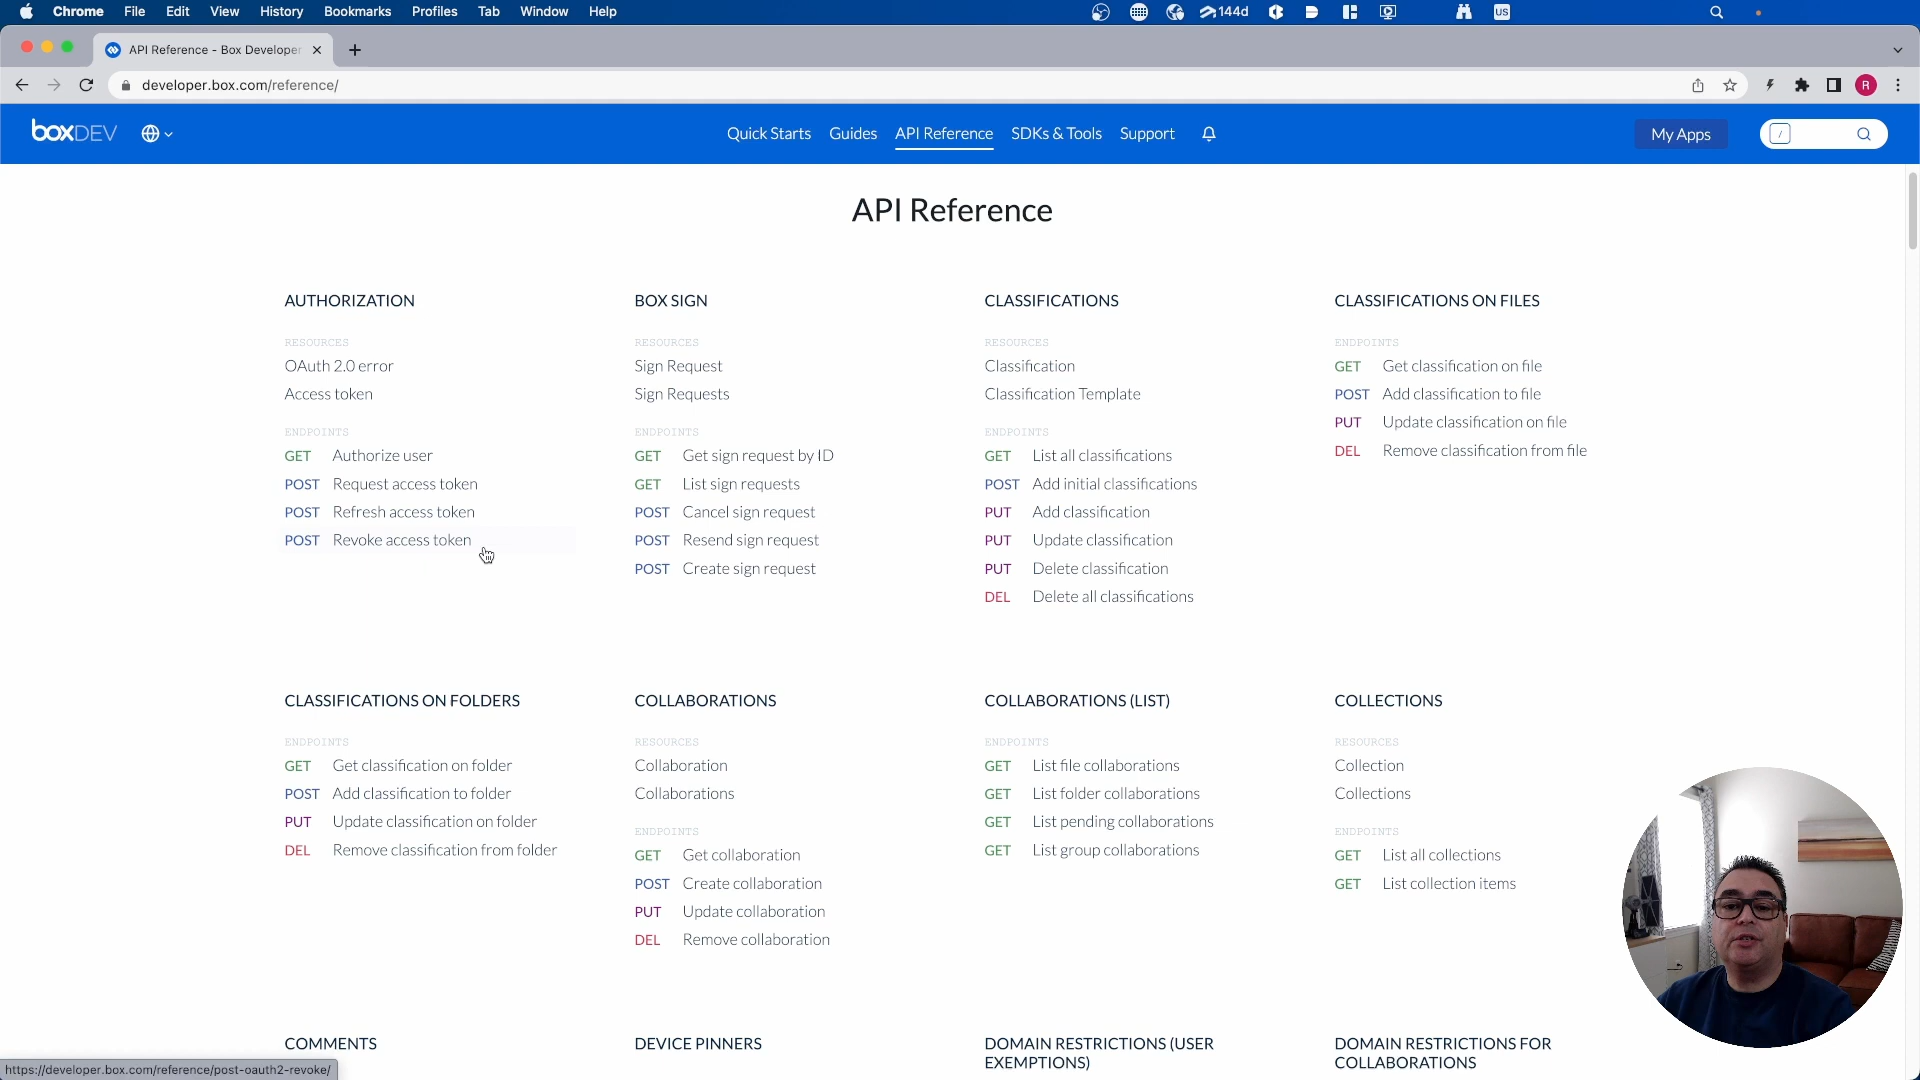 Chrome File Edit View History Bookmarks Profiles Tab Window Help 144d US
API Reference - Box Developer
developer.box.com/reference/ R
boxDEV Quick Starts Guides API Reference SDKs & Tools Support My Apps /
API Reference
AUTHORIZATION
RESOURCES
OAuth 2.0 error
Access token
ENDPOINTS
GET Authorize user
POST Request access token
POST Refresh access token
POST Revoke access token
BOX SIGN
RESOURCES
Sign Request
Sign Requests
ENDPOINTS
GET Get sign request by ID
GET List sign requests
POST Cancel sign request
POST Resend sign request
POST Create sign request
CLASSIFICATIONS
RESOURCES
Classification
Classification Template
ENDPOINTS
GET List all classifications
POST Add initial classifications
PUT Add classification
PUT Update classification
PUT Delete classification
DEL Delete all classifications
CLASSIFICATIONS ON FILES
ENDPOINTS
GET Get classification on file
POST Add classification to file
PUT Update classification on file
DEL Remove classification from file
CLASSIFICATIONS ON FOLDERS
ENDPOINTS
GET Get classification on folder
POST Add classification to folder
PUT Update classification on folder
DEL Remove classification from folder
COLLABORATIONS
RESOURCES
Collaboration
Collaborations
ENDPOINTS
GET Get collaboration
POST Create collaboration
PUT Update collaboration
DEL Remove collaboration
COLLABORATIONS (LIST)
ENDPOINTS
GET List file collaborations
GET List folder collaborations
GET List pending collaborations
GET List group collaborations
COLLECTIONS
RESOURCES
Collection
Collections
ENDPOINTS
GET List all collections
GET List collection items
COMMENTS
DEVICE PINNERS
DOMAIN RESTRICTIONS (USER
EXEMPTIONS)
DOMAIN RESTRICTIONS FOR
COLLABORATIONS
https://developer.box.com/reference/post-oauth2-revoke/